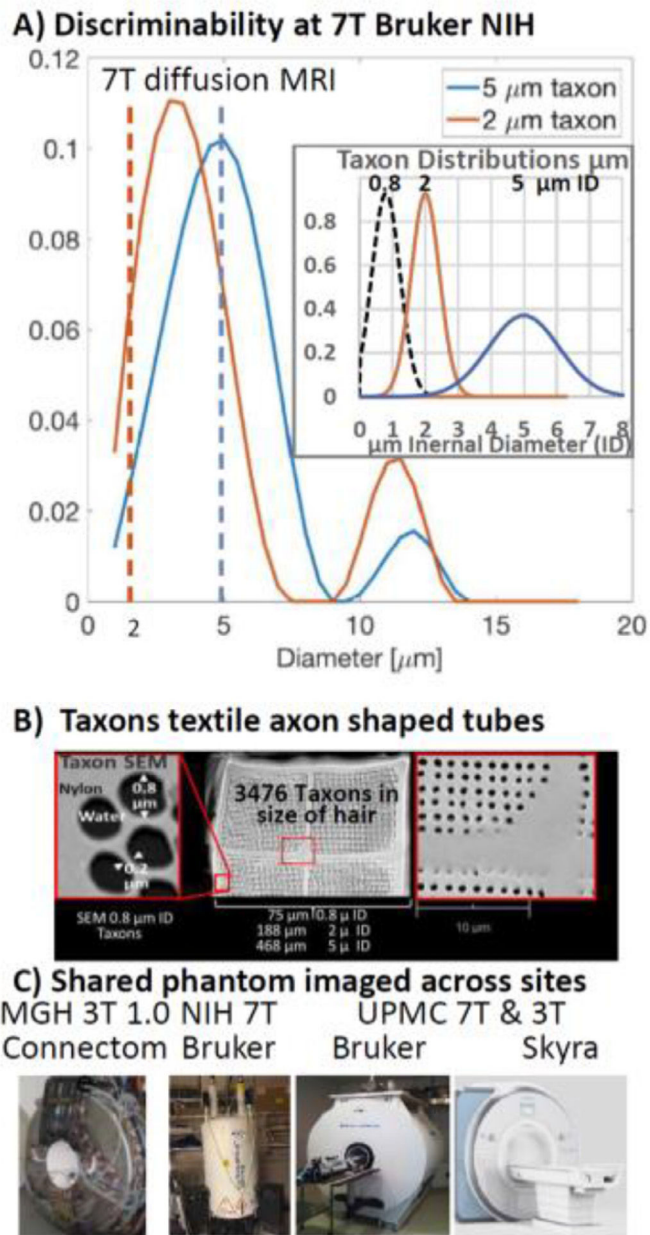 A) Discriminability at 7T Bruker NIH
7T diffusion MRI
5 μm taxon
2 μm taxon
Taxon Distributions μm
0.8 2 5 μm ID
0.8
0.6
0.4
0.2
0
0 1 2 3 4 5 6 7 8
μm Inernal Diameter (ID)
0.12
0.1
0.08
0.06
0.04
0.02
0
0 2 5 10 15 20
Diameter [μm]
B) Taxons textile axon shaped tubes
Taxon SEM
Nylon
0.8
μm
Water
0.2
μm
SEM 0.8 μm ID
Taxons
3476 Taxons in
size of hair
75 μm 0.8 μ ID
188 μm 2μ ID
468 μm 5μ ID
10 μm
C) Shared phantom imaged across sites
MGH 3T 1.0 NIH 7T UPMC 7T & 3T
Connectom Bruker Bruker Skyra